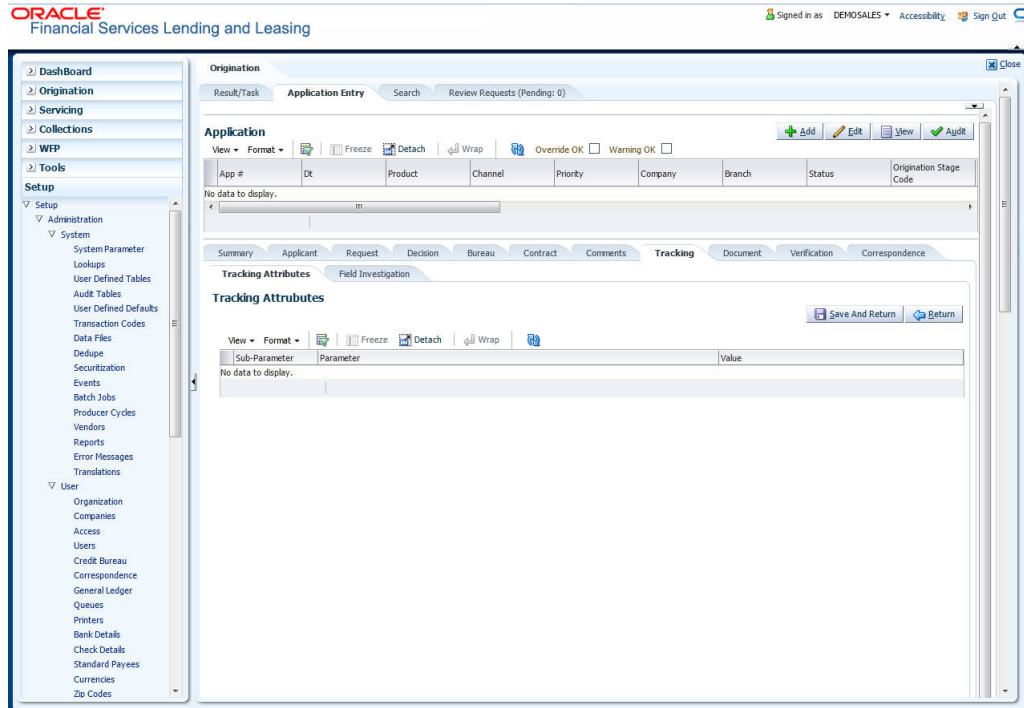 ORACLE
Financial Services Lending and Leasing
Signed in as DEMOSALES Accessibility Sign Out
Close
DashBoard
Origination
Servicing
Collections
WFP
Tools
Setup
Setup
Administration
System
System Parameter
Lookups
User Defined Tables
Audit Tables
User Defined Defaults
Transaction Codes
Data Files
Dedupe
Securitization
Events
Batch Jobs
Producer Cycles
Vendors
Reports
Error Messages
Translations
User
Organization
Companies
Access
Users
Credit Bureau
Correspondence
General Ledger
Queues
Printers
Bank Details
Check Details
Standard Payees
Currencies
Zip Codes
Origination
Result/Task Application Entry Search Review Requests (Pending: 0)
Application
Add Edit View Audit
View Format Freeze Detach Wrap Override OK Warning OK
App # Dt Product Channel Priority Company Branch Status Origination Stage Code
No data to display.
Summary Applicant Request Decision Bureau Contract Comments Tracking Document Verification Correspondence
Tracking Attributes Field Investigation
Tracking Attrubutes
Save And Return Return
View Format Freeze Detach Wrap
Sub-Parameter Parameter Value
No data to display.